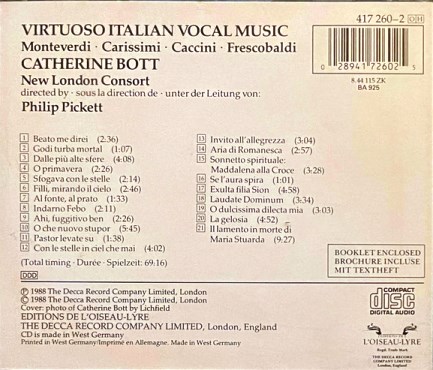 VIRTUOSO ITALIAN VOCAL MUSIC
Monteverdi · Carissimi · Caccini · Frescobaldi
CATHERINE BOTT
New London Consort
directed by · sous la direction de · unter der Leitung von:
Philip Pickett
417 260-2 OH
0 28941 72602 5
8.44 115 ZK
BA 925
1 Beato me direi (2:36)
2 Godi turba mortal (1:07)
3 Dalle più alte sfere (4:08)
4 O primavera (2:26)
5 Sfogava con le stelle (2:14)
6 Filli, mirando il cielo (2:46)
7 Al fonte, al prato (1:33)
8 Indarno Febo (2:11)
9 Ahi, fuggitivo ben (2:26)
10 O che nuovo stupor (5:45)
11 Pastor levate su (1:38)
12 Con le stelle in ciel che mai (4:02)
13 Invito all'allegrezza (3:04)
14 Aria di Romanesca (2:57)
15 Sonnetto spirituale:
Maddalena alla Croce (3:28)
16 Se l'aura spira (1:01)
17 Exulta filia Sion (4:58)
18 Laudate Dominum (3:34)
19 O dulcissima dilecta mia (3:03)
20 La gelosia (4:52)
21 Il lamento in morte di
Maria Stuarda (9:27)
(Total timing · Durée · Spielzeit: 69.16)
DDD
BOOKLET ENCLOSED
BROCHURE INCLUSE
MIT TEXTHEFT
℗ 1988 The Decca Record Company Limited, London
© 1988 The Decca Record Company Limited, London
Cover: photo of Catherine Bott by Lichfield
EDITIONS DE L'OISEAU-LYRE
THE DECCA RECORD COMPANY LIMITED, London, England
CD is made in West Germany
Printed in West Germany/Imprimé en Allemagne. Made in West Germany
COMPACT
disc
DIGITAL AUDIO
L'OISEAU-LYRE
THE DECCA
RECORD COMPANY
LIMITED
LONDON